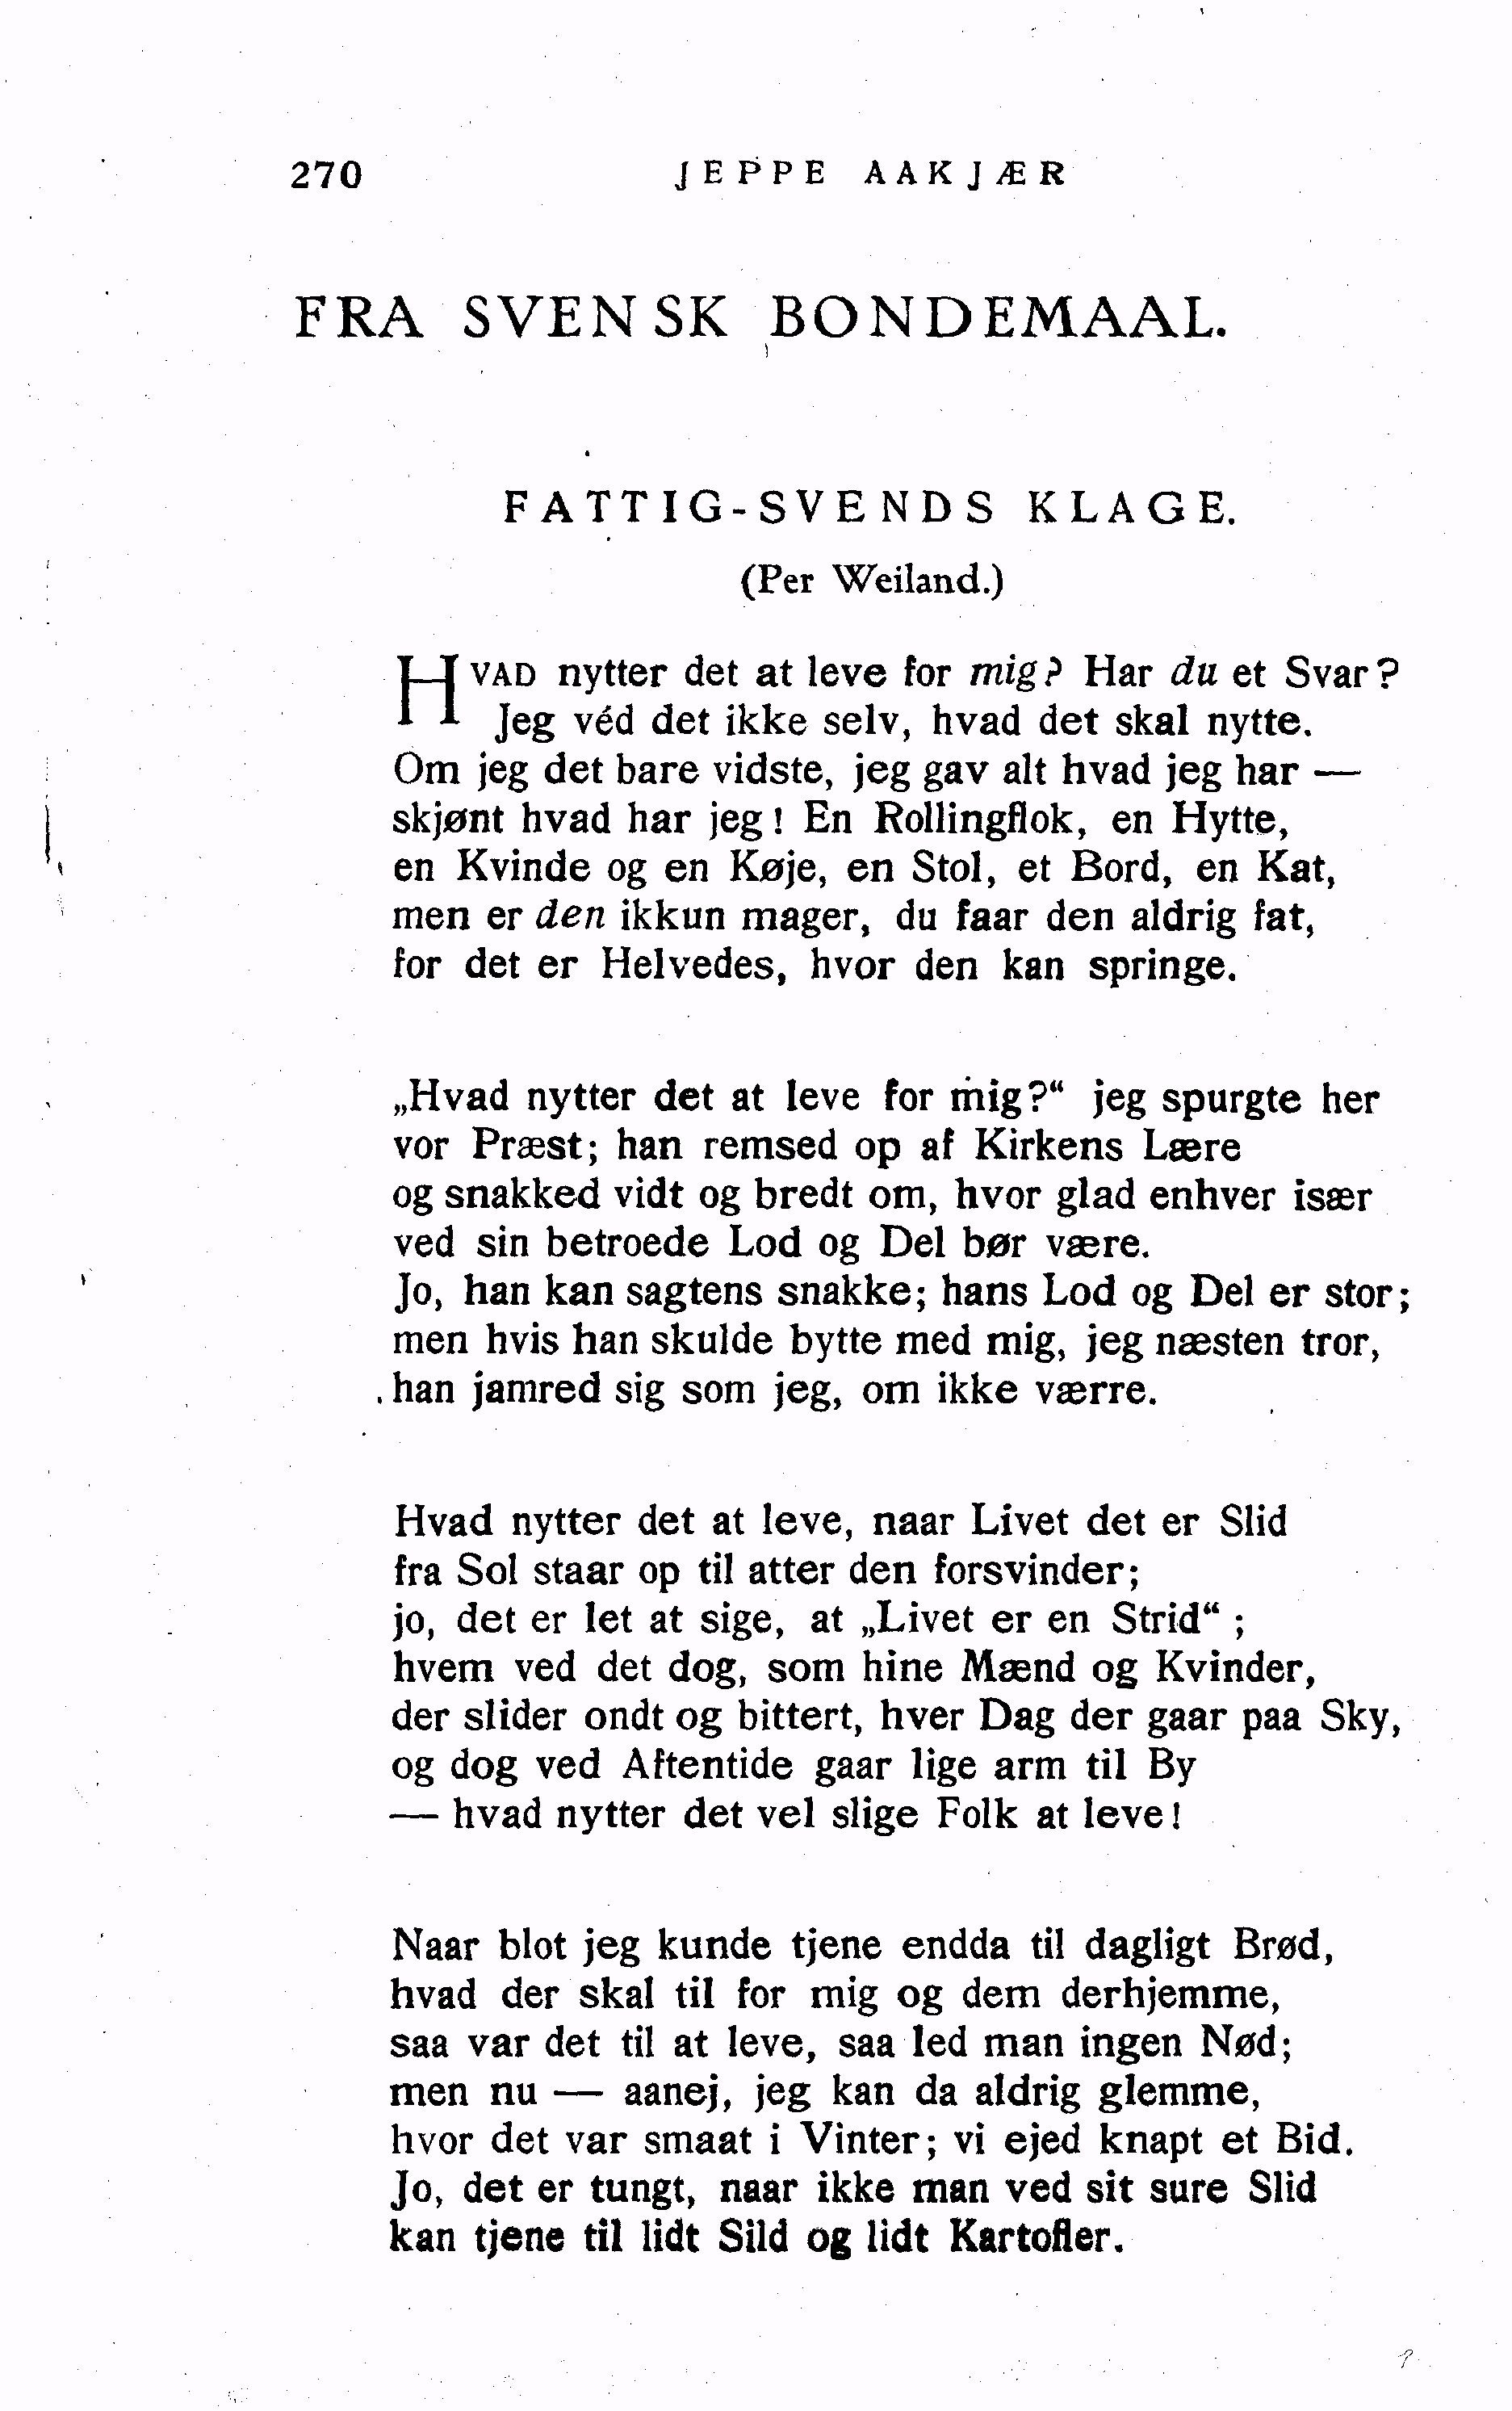 270 JEPPE AAKJÆR
FRA SVENSK BONDEMAAL.
FATTIG-SVENDS KLAGE.
(Per Weiland.)
HVAD nytter det at leve for mig? Har du et Svar?
Jeg véd det ikke selv, hvad det skal nytte.
Om jeg det bare vidste, jeg gav alt hvad jeg har —
skjønt hvad har jeg! En Rollingflok, en Hytte,
en Kvinde og en Køje, en Stol, et Bord, en Kat,
men er den ikkun mager, du faar den aldrig fat,
for det er Helvedes, hvor den kan springe.
„Hvad nytter det at leve for mig?“ jeg spurgte her
vor Præst; han remsed op af Kirkens Lære
og snakked vidt og bredt om, hvor glad enhver især
ved sin betroede Lod og Del bør være.
Jo, han kan sagtens snakke; hans Lod og Del er stor;
men hvis han skulde bytte med mig, jeg næsten tror,
han jamred sig som jeg, om ikke værre.
Hvad nytter det at leve, naar Livet det er Slid
fra Sol staar op til atter den forsvinder;
jo, det er let at sige, at „Livet er en Strid“ ;
hvem ved det dog, som hine Mænd og Kvinder,
der slider ondt og bittert, hver Dag der gaar paa Sky,
og dog ved Aftentide gaar lige arm til By
— hvad nytter det vel slige Folk at leve!
Naar blot jeg kunde tjene endda til dagligt Brød,
hvad der skal til for mig og dem derhjemme,
saa var det til at leve, saa led man ingen Nød;
men nu — aanej, jeg kan da aldrig glemme,
hvor det var smaat i Vinter; vi ejed knapt et Bid.
Jo, det er tungt, naar ikke man ved sit sure Slid
kan tjene til lidt Sild og lidt Kartofler.